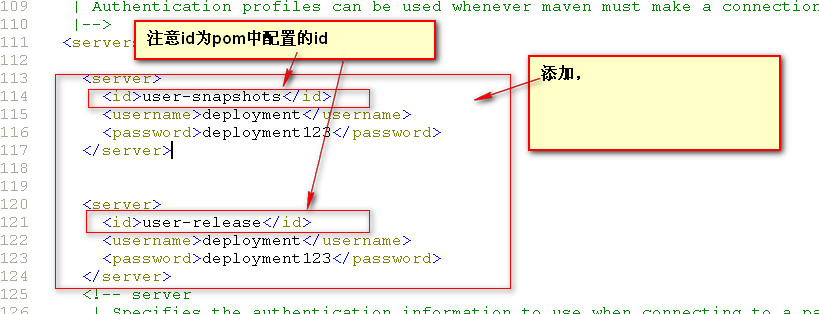 109 | Authentication profiles can be used whenever maven must make a connection
110 |-->
111 <servers
注意id为pom中配置的id
112
添加，
113 <server>
114 <id>user-snapshots</id>
115 <username>deployment</username>
116 <password>deployment123</password>
117 </server>
118
119
120 <server>
121 <id>user-release</id>
122 <username>deployment</username>
123 <password>deployment123</password>
124 </server>
125 <!-- server
126 | Specifies the authentication information to use when connecting to a